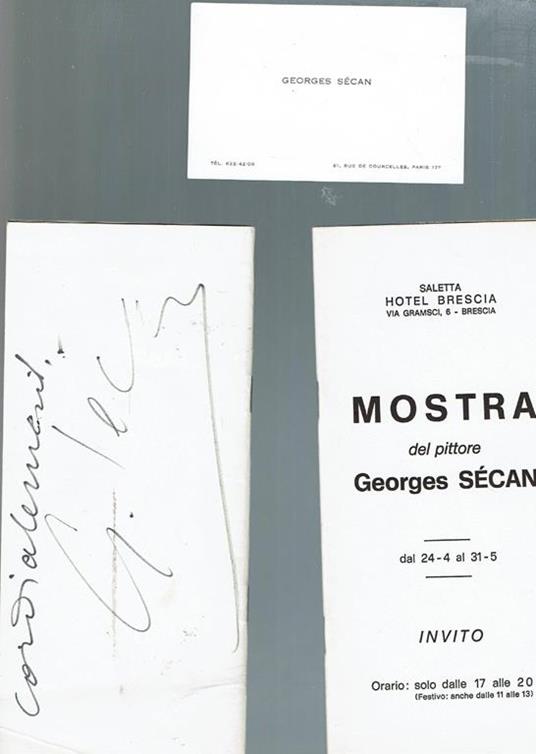 GEORGES SÉCAN
TÉL. 622-42-09
61, RUE DE COURCELLES, PARIS 17e
cordialement,
G. Sécan
SALETTA
HOTEL BRESCIA
VIA GRAMSCI, 6 - BRESCIA
MOSTRA
del pittore
Georges SÉCAN
dal 24-4 al 31-5
INVITO
Orario: solo dalle 17 alle 20
(Festivo: anche dalle 11 alle 13)